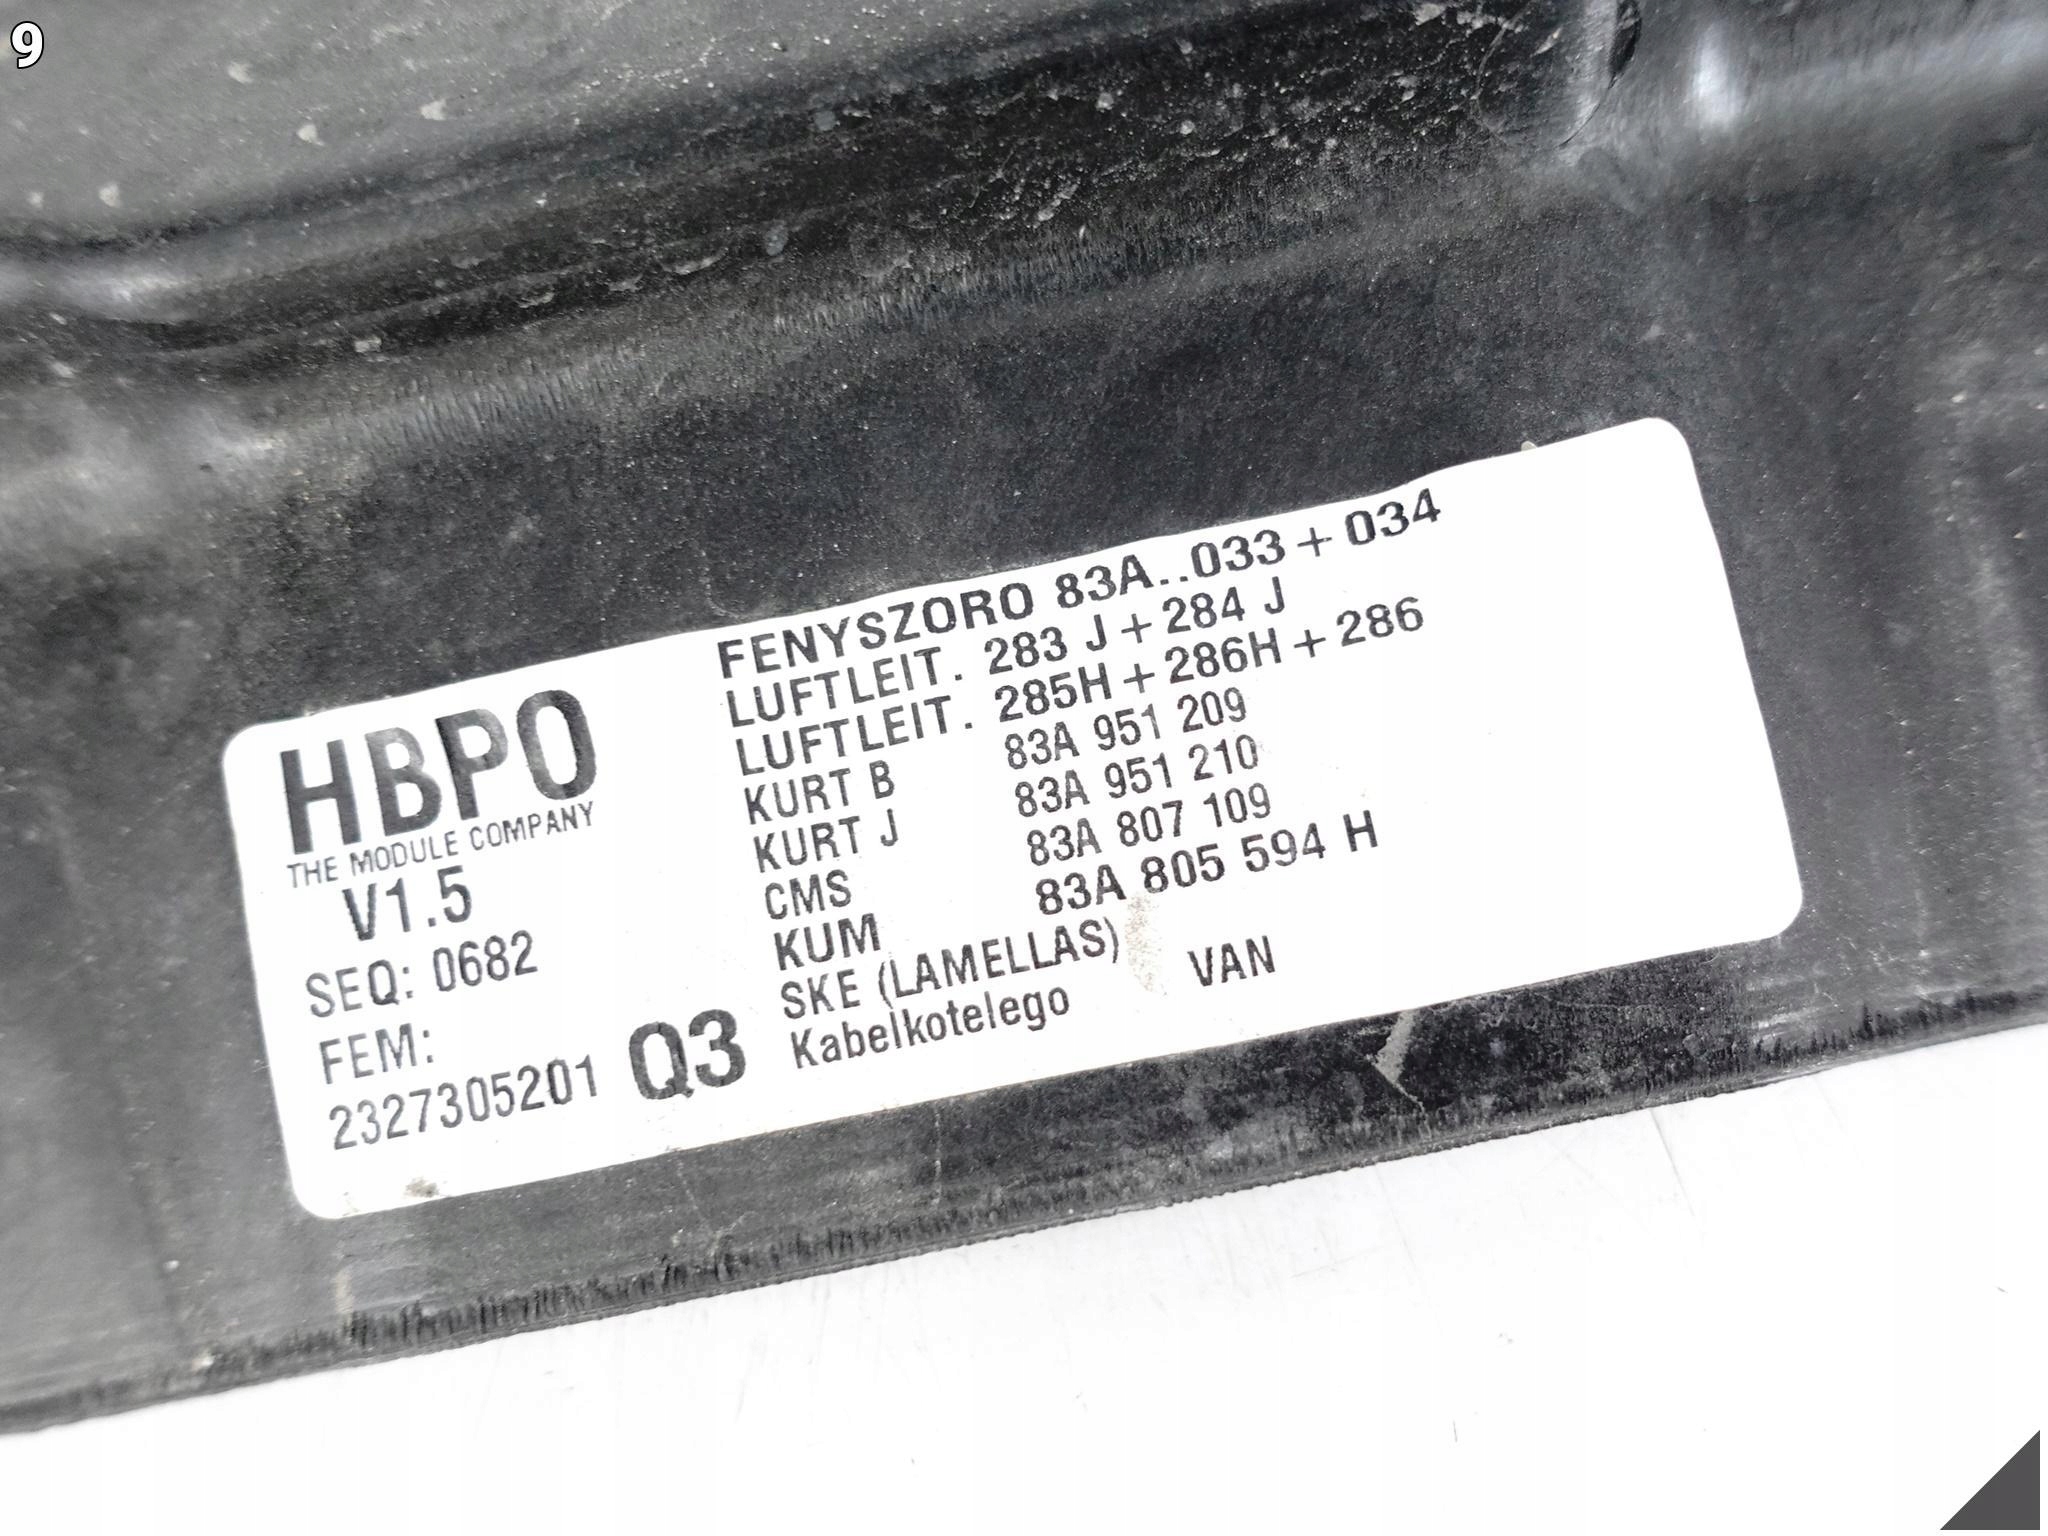 9
HBPO
THE MODULE COMPANY
V1.5
SEQ: 0682
FEM:
2327305201
Q3
FENYSZORO 83A..033 + 034
LUFTLEIT. 283 J + 284 J
LUFTLEIT. 285H + 286H + 286
KURT B 83A 951 209
KURT J 83A 951 210
CMS 83A 807 109
KUM 83A 805 594 H
SKE (LAMELLAS)
Kabelkotelego VAN